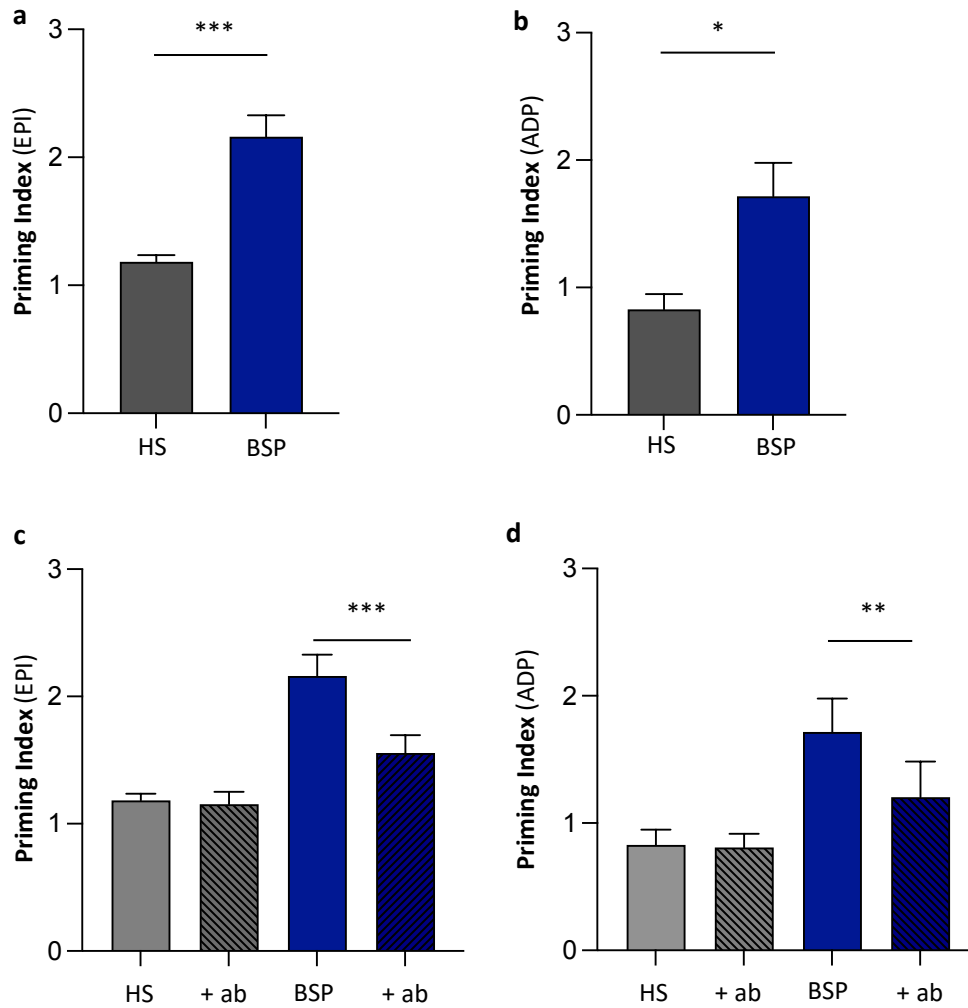 a
***
3
2
1
0
Priming Index (EPI)
HS BSP
b
*
3
2
1
0
Priming Index (ADP)
HS BSP
c
***
3
2
1
0
Priming Index (EPI)
HS + ab BSP + ab
d
**
3
2
1
0
Priming Index (ADP)
HS + ab BSP + ab